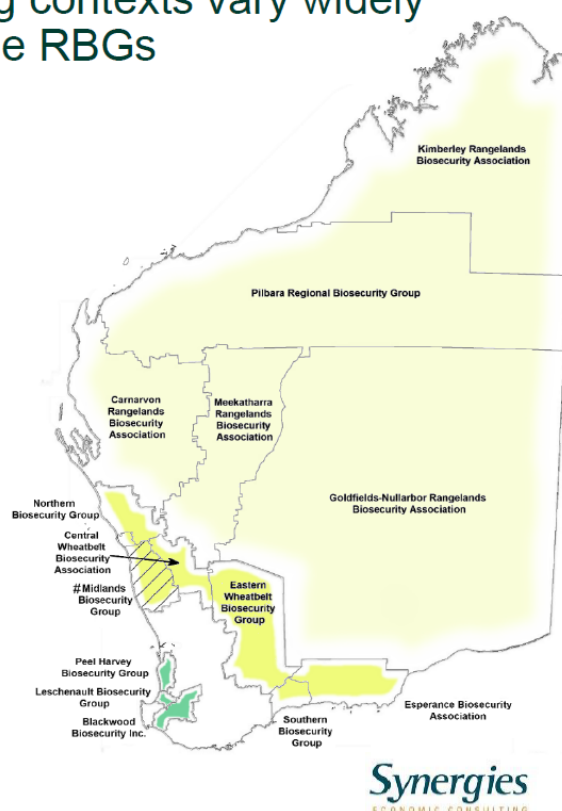 g contexts vary widely
e RBGs
Kimberley Rangelands
Biosecurity Association
Pilbara Regional Biosecurity Group
Carnarvon
Rangelands
Biosecurity
Association
Meekatharra
Rangelands
Biosecurity
Association
Goldfields-Nullarbor Rangelands
Biosecurity Association
Northern
Biosecurity Group
Central
Wheatbelt
Biosecurity
Association
#Midlands
Biosecurity
Group
Eastern
Wheatbelt
Biosecurity
Group
Peel Harvey
Biosecurity Group
Leschenault Biosecurity
Group
Blackwood
Biosecurity Inc.
Southern
Biosecurity
Group
Esperance Biosecurity
Association
Synergies
ECONOMIC CONSULTING